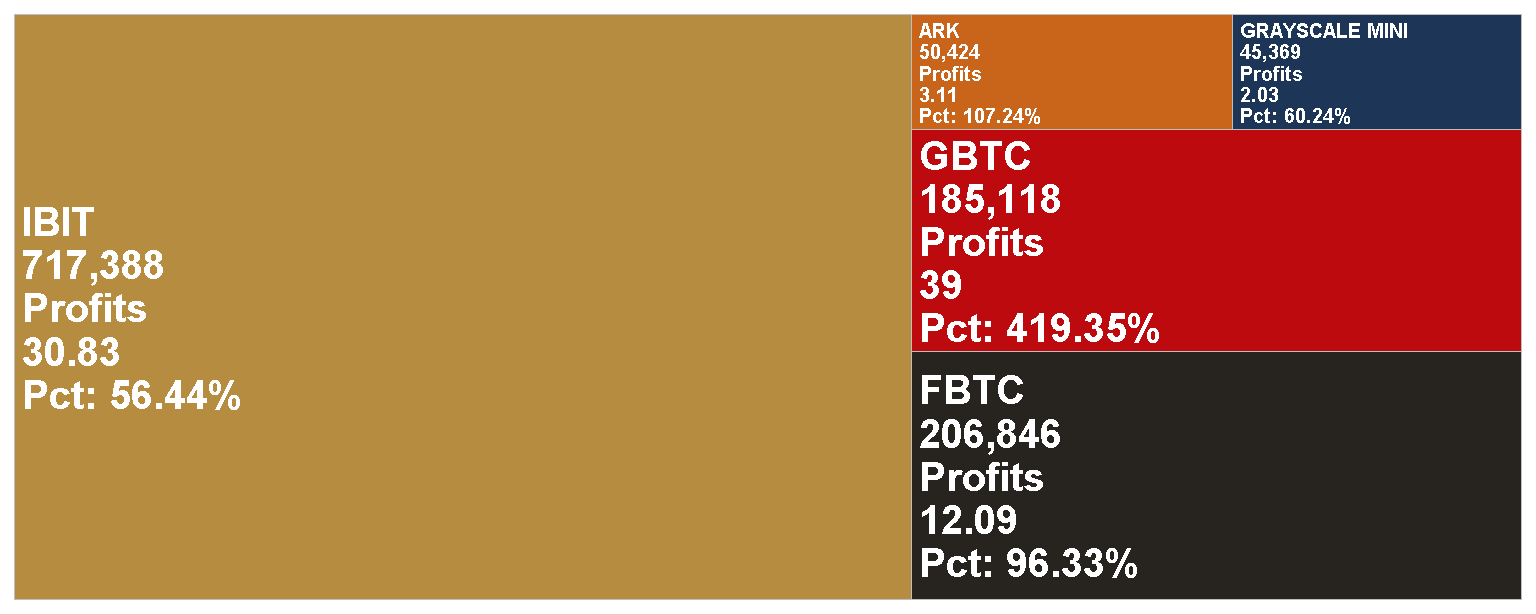 IBIT
717,388
Profits
30.83
Pct: 56.44%
ARK
50,424
Profits
3.11
Pct: 107.24%
GRAYSCALE MINI
45,369
Profits
2.03
Pct: 60.24%
GBTC
185,118
Profits
39
Pct: 419.35%
FBTC
206,846
Profits
12.09
Pct: 96.33%